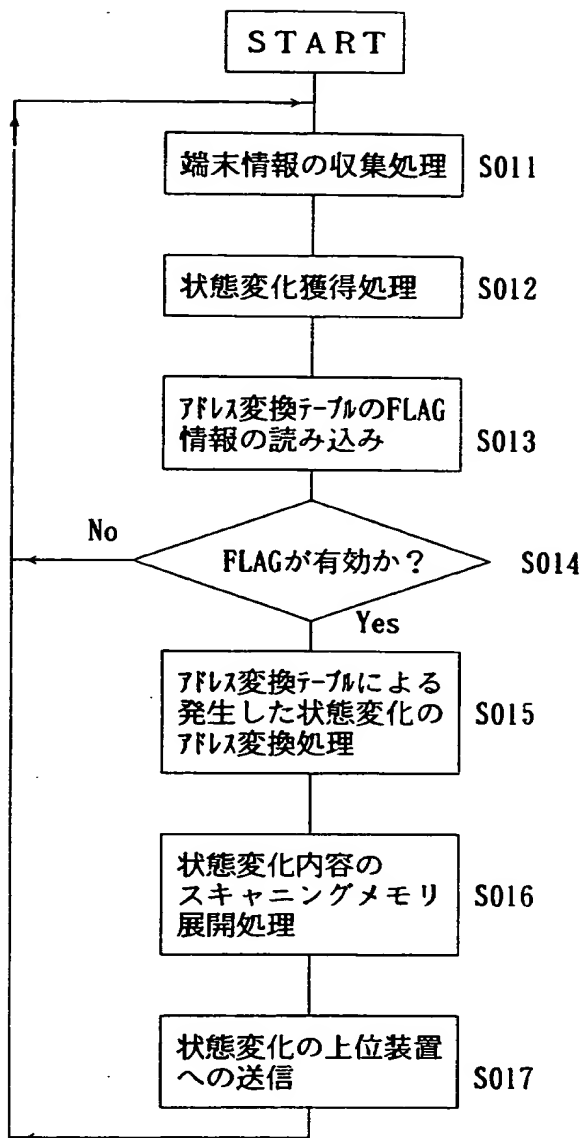 START
端末情報の収集処理 S011
状態変化獲得処理 S012
アドレス変換テーブルのFLAG
情報の読み込み S013
No
FLAGが有効か？ S014
Yes
アドレス変換テーブルによる
発生した状態変化の S015
アドレス変換処理
状態変化内容の
スキャニングメモリ S016
展開処理
状態変化の上位装置
への送信 S017